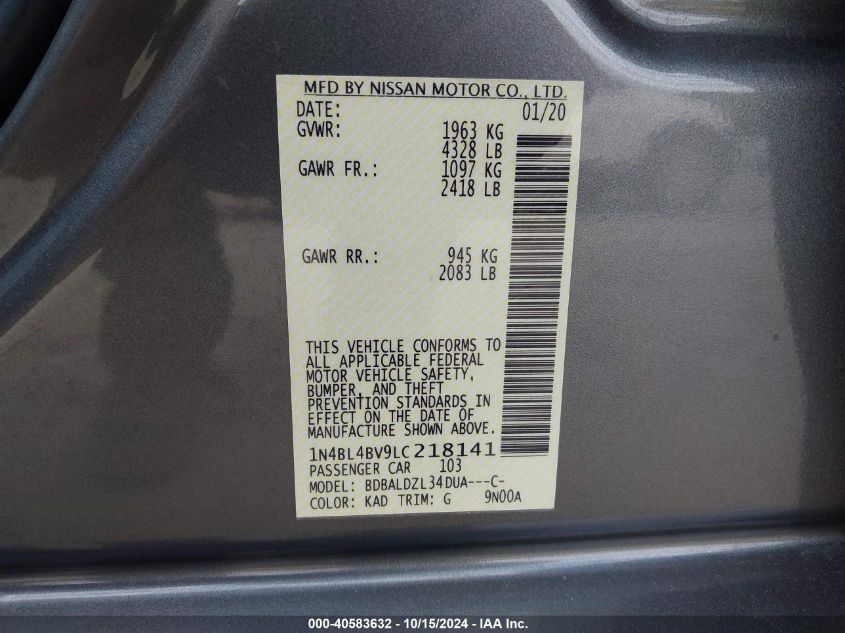 MFD BY NISSAN MOTOR CO., LTD.
DATE: 01/20
GVWR: 1963 KG
4328 LB
GAWR FR.: 1097 KG
2418 LB
GAWR RR.: 945 KG
2083 LB
THIS VEHICLE CONFORMS TO
ALL APPLICABLE FEDERAL
MOTOR VEHICLE SAFETY,
BUMPER, AND THEFT
PREVENTION STANDARDS IN
EFFECT ON THE DATE OF
MANUFACTURE SHOWN ABOVE.
1N4BL4BV9LC218141
PASSENGER CAR 103
MODEL: BDBALDZL34DUA---C-
COLOR: KAD TRIM: G 9N00A
000-40583632 - 10/15/2024 - IAA Inc.